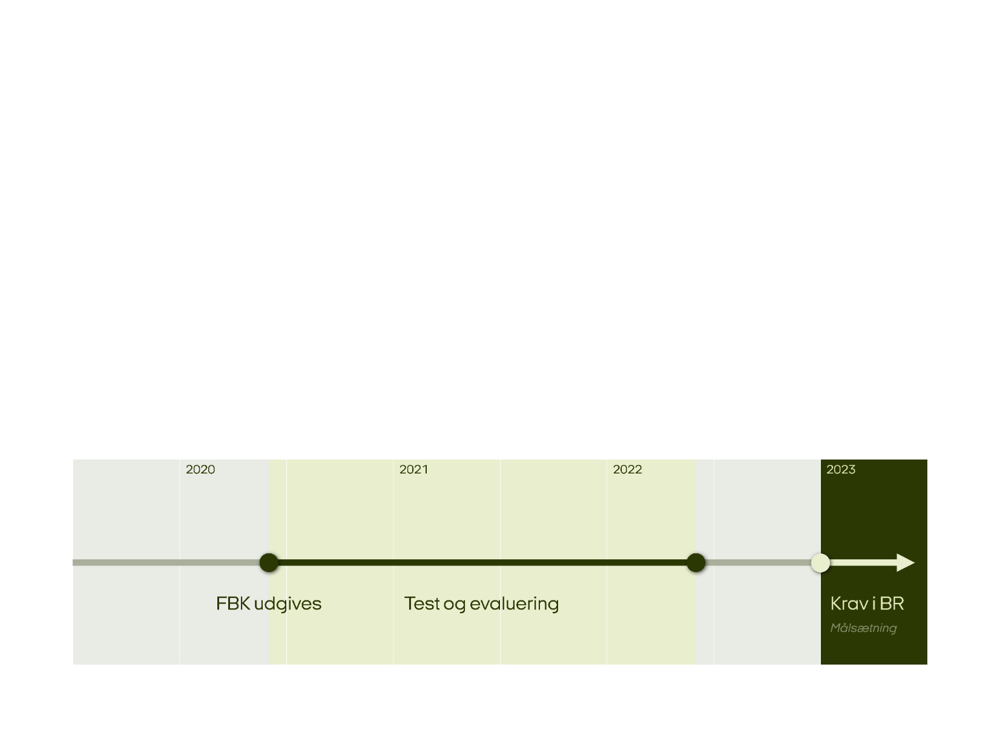 2020
2021
2022
2023
FBK udgives
Test og evaluering
Krav i BR
Målsætning